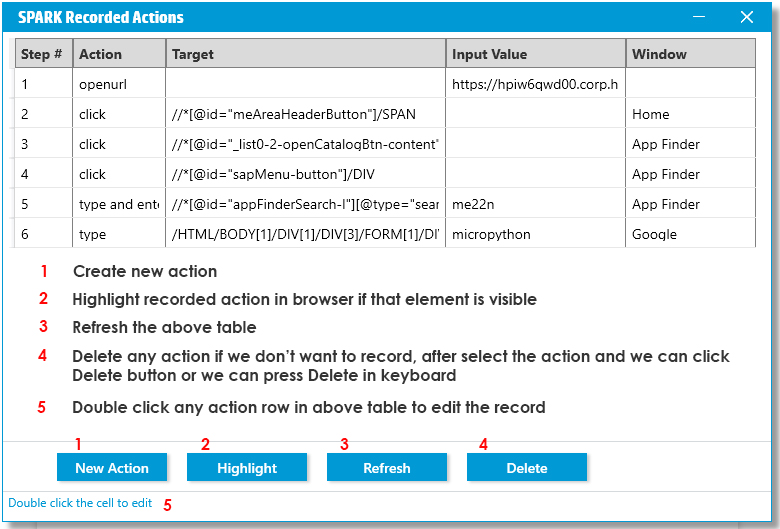 SPARK Recorded Actions
Step # Action Target Input Value Window
1 openurl https://hpiw6qwd00.corp.h
2 click //*[@id="meAreaHeaderButton"]/SPAN Home
3 click //*[@id="_list0-2-openCatalogBtn-content" App Finder
4 click //*[@id="sapMenu-button"]/DIV App Finder
5 type and ente //*[@id="appFinderSearch-I"][@type="sear me22n App Finder
6 type /HTML/BODY[1]/DIV[1]/DIV[3]/FORM[1]/DI micropython Google
1 Create new action
2 Highlight recorded action in browser if that element is visible
3 Refresh the above table
4 Delete any action if we don't want to record, after select the action and we can click
Delete button or we can press Delete in keyboard
5 Double click any action row in above table to edit the record
1 2 3 4
New Action Highlight Refresh Delete
Double click the cell to edit 5